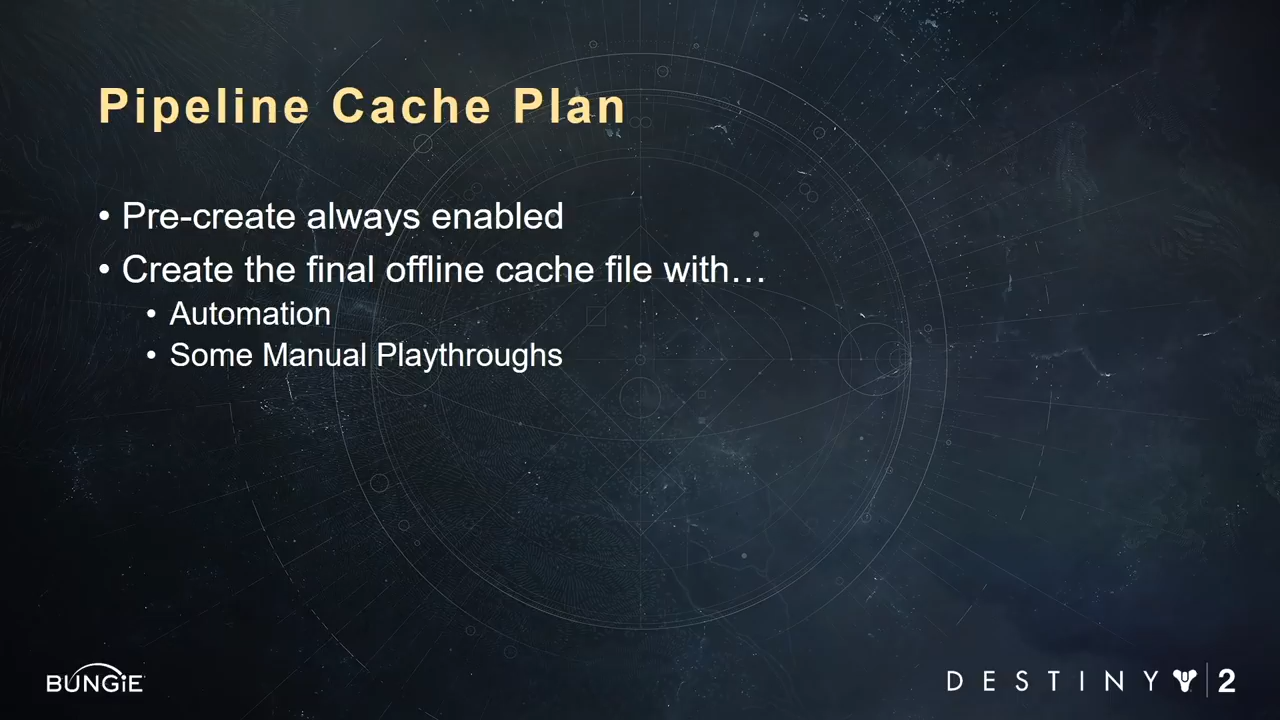 Pipeline Cache Plan
• Pre-create always enabled
• Create the final offline cache file with…
• Automation
• Some Manual Playthroughs
BUNGiE
DESTINY 2